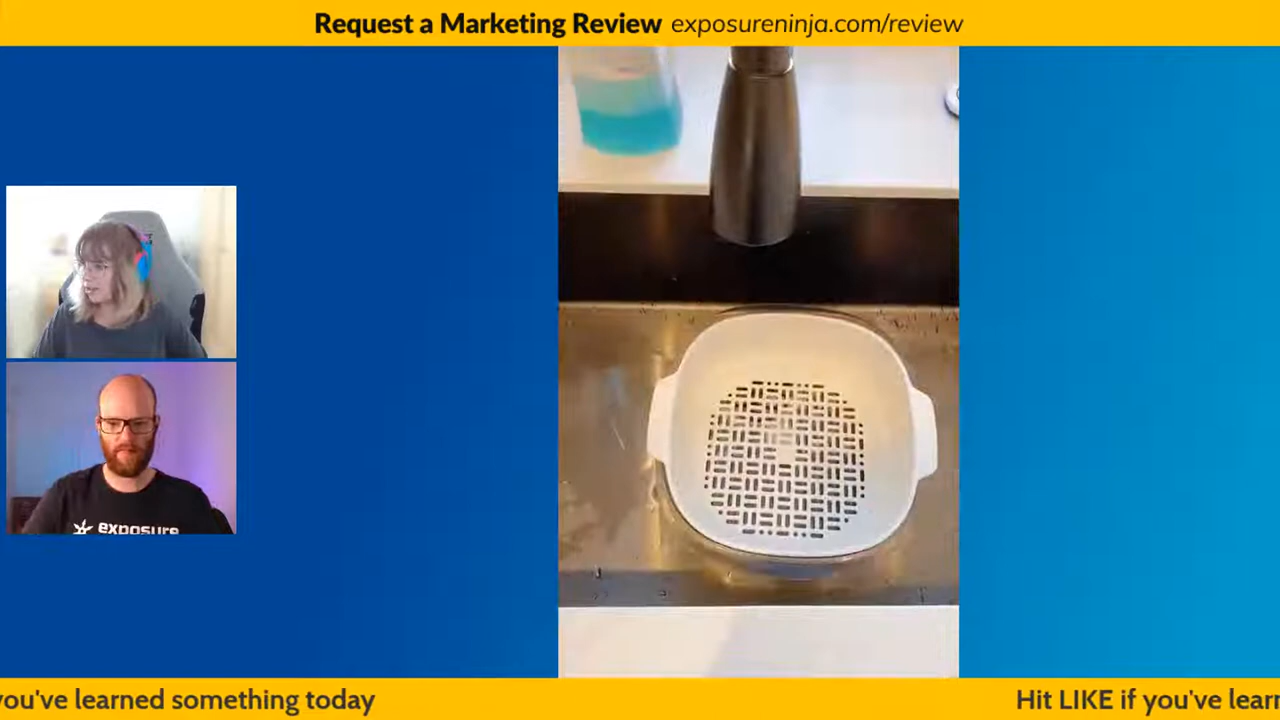 Request a Marketing Review exposureninja.com/review
exposure
you've learned something today
Hit LIKE if you've learn